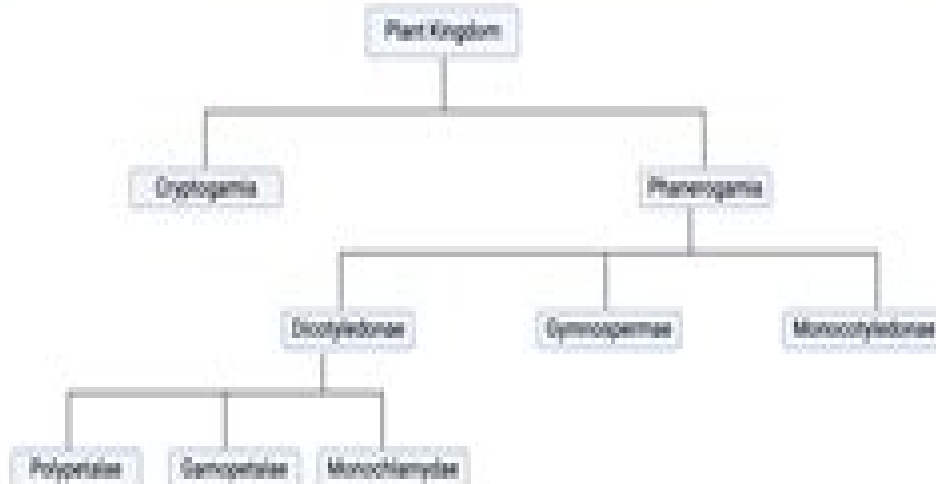 Plant Kingdom
Cryptogamia
Phanerogamia
Dicotyledonae
Gymnospermae
Monocotyledonae
Polypetalae
Gamopetalae
Monochlamydae